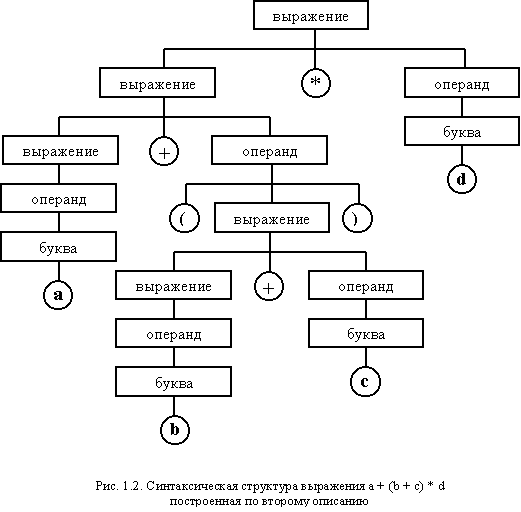 выражение
выражение
*
операнд
буква
d
выражение
+
операнд
операнд
(
выражение
)
буква
a
выражение
+
операнд
операнд
буква
буква
c
b
Рис. 1.2. Синтаксическая структура выражения a + (b + c) * d
построенная по второму описанию